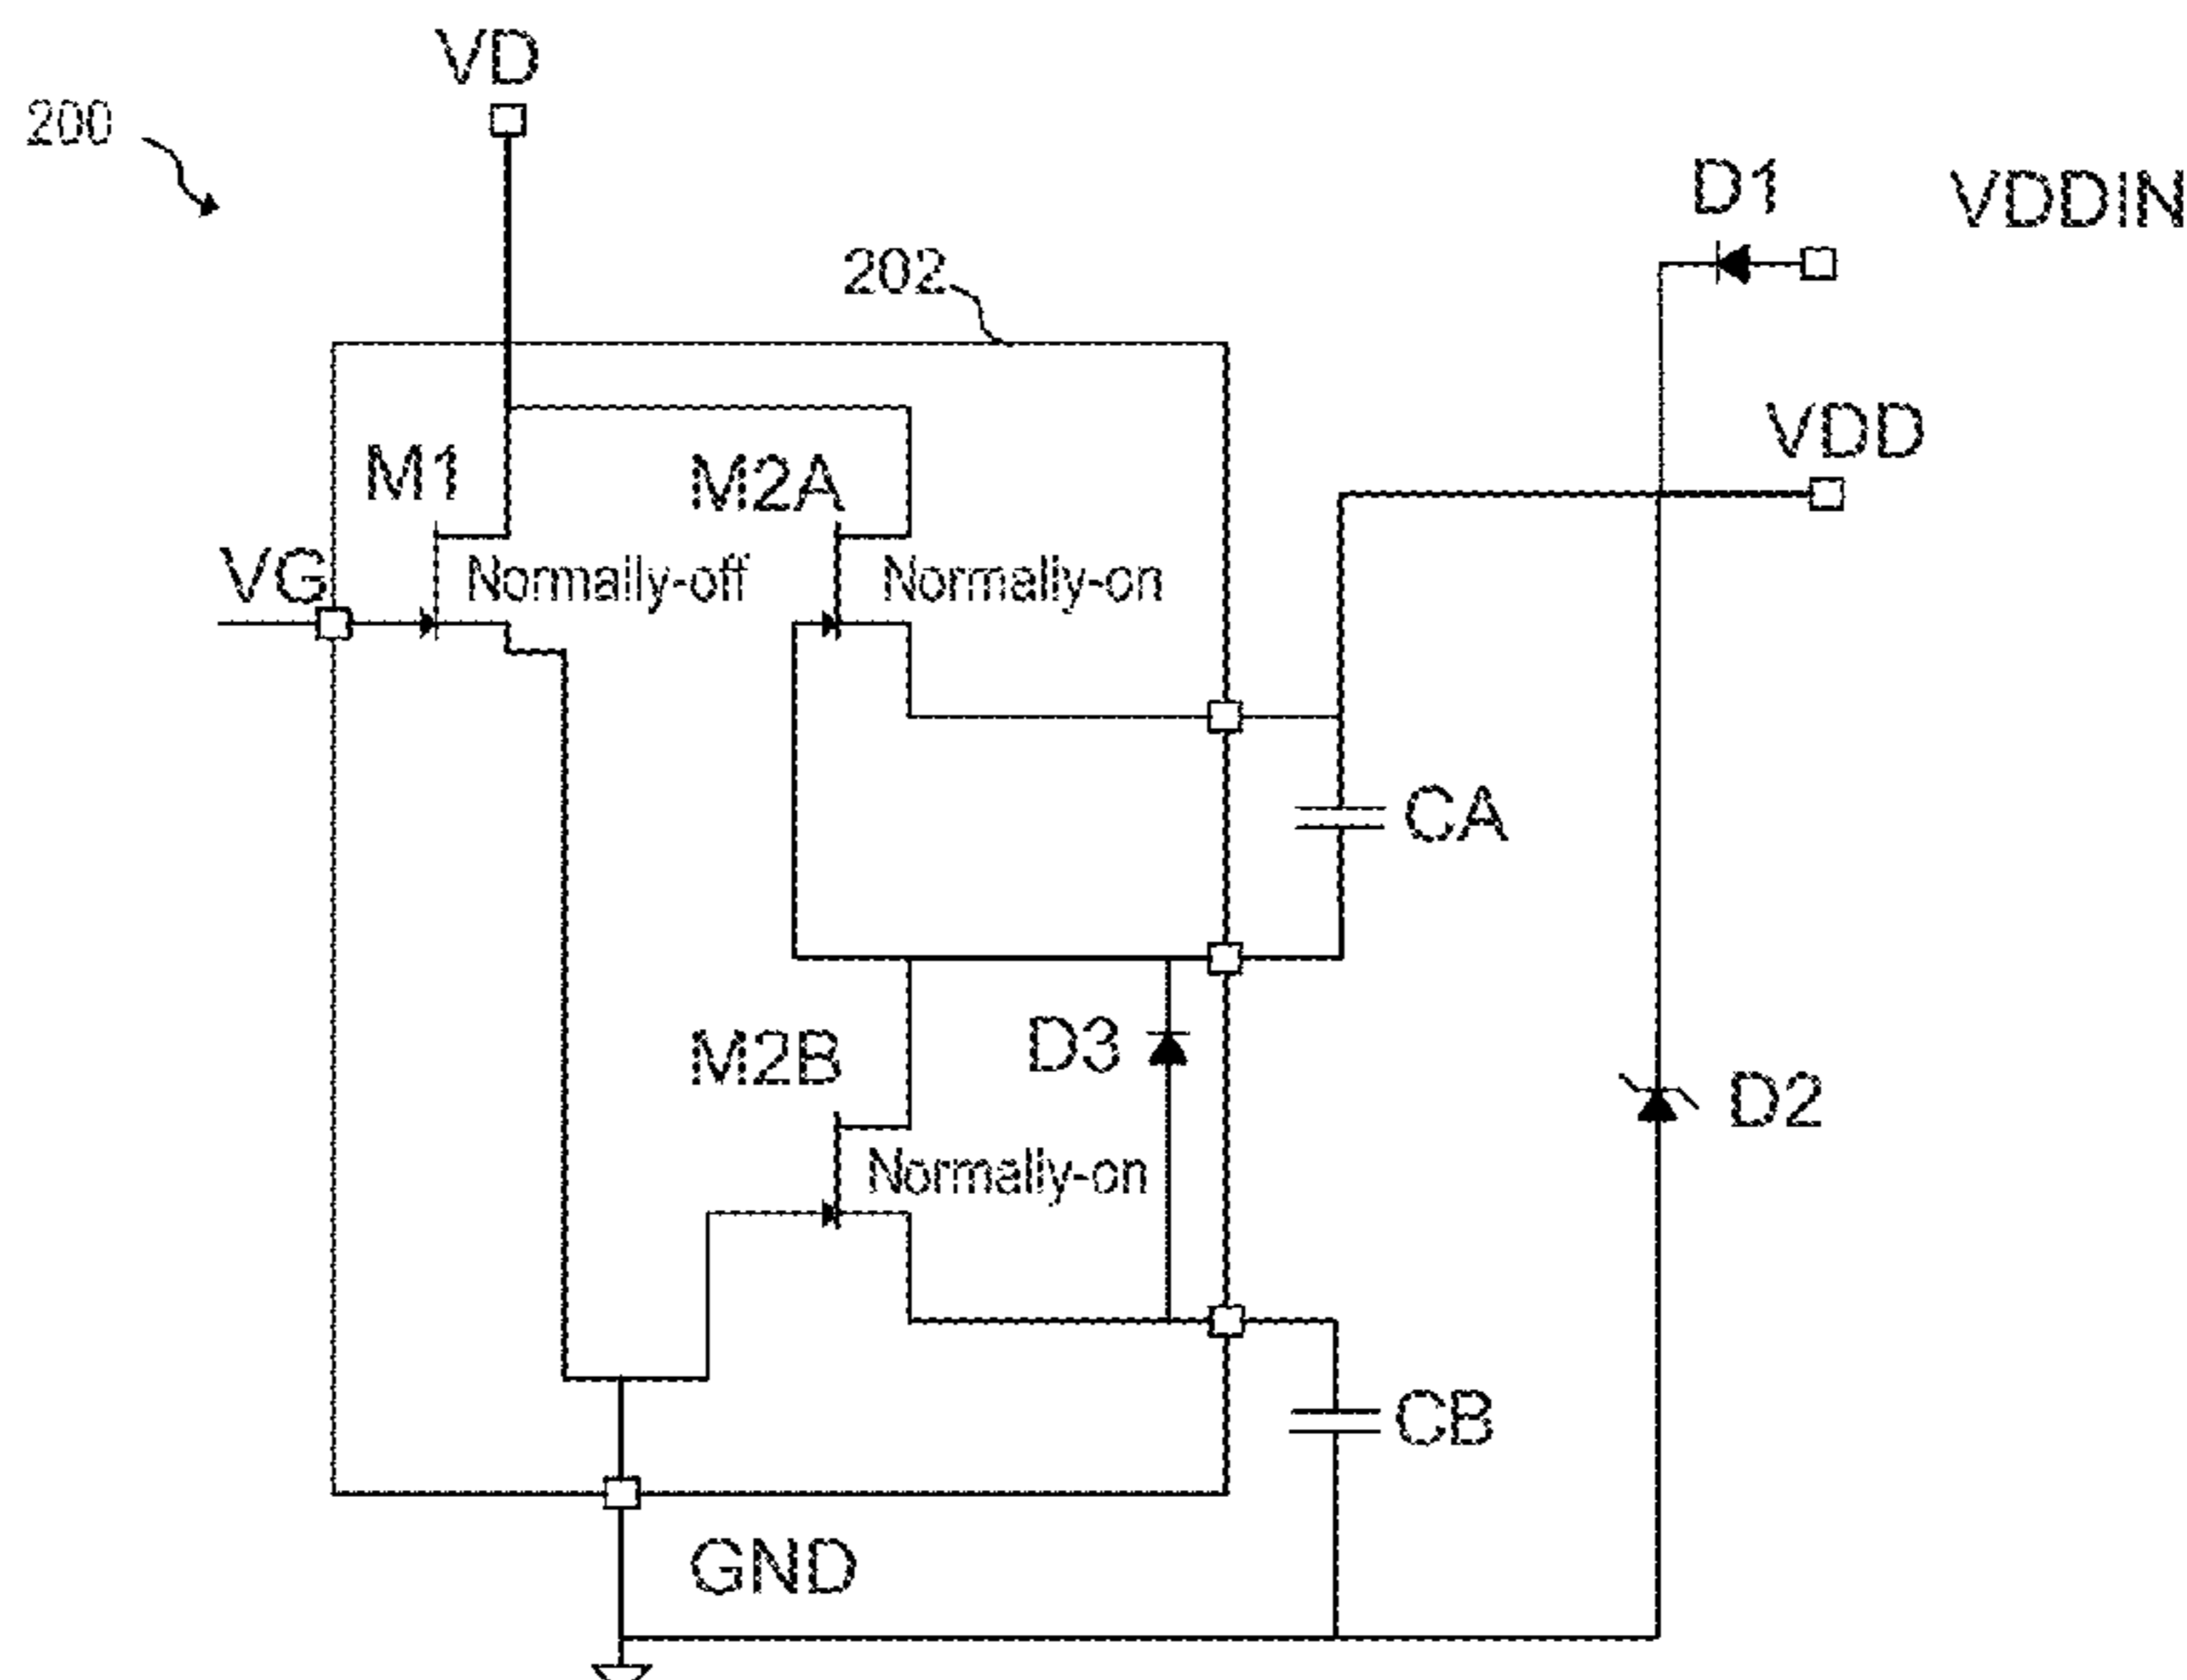 VD
200
D1
VDDIN
202
VDD
M1
M2A
VG
Normally-off
Normally-on
CA
M2B
D3
D2
Normally-on
CB
GND